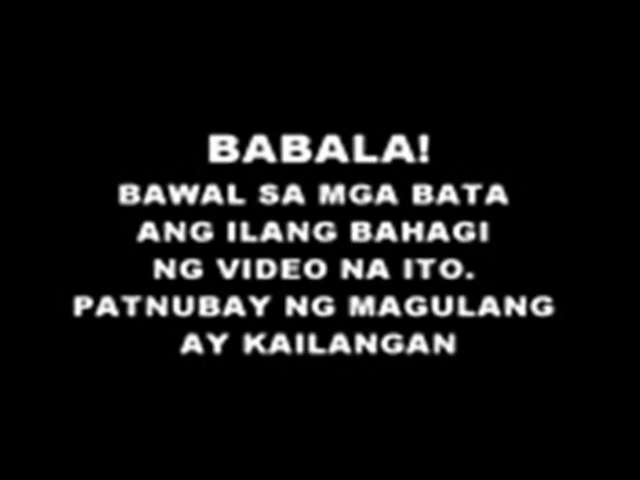 BABALA!
BAWAL SA MGA BATA
ANG ILANG BAHAGI
NG VIDEO NA ITO.
PATNUBAY NG MAGULANG
AY KAILANGAN